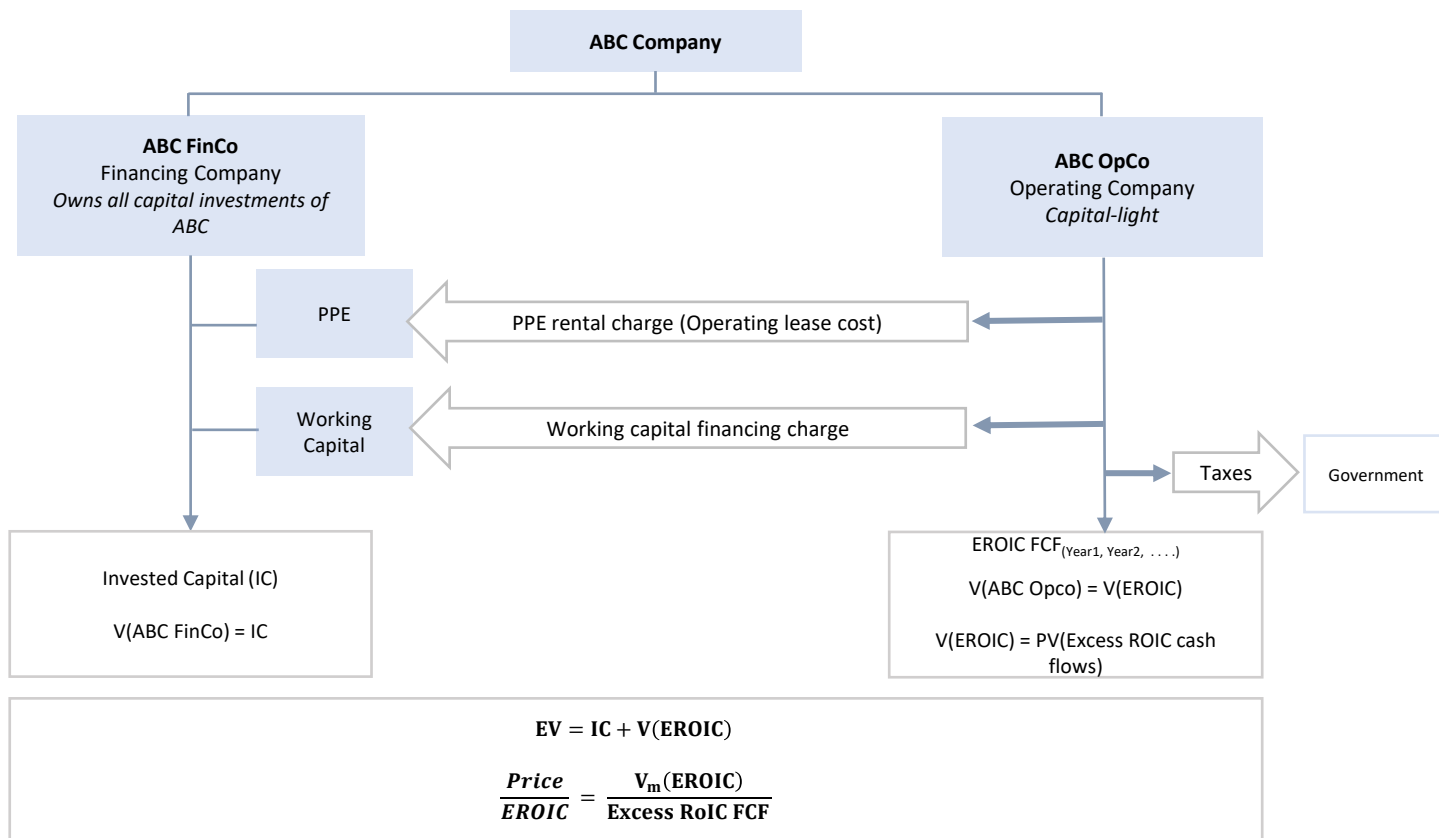 ABC Company
ABC FinCo
Financing Company
Owns all capital investments of
ABC
ABC OpCo
Operating Company
Capital-light
PPE
PPE rental charge (Operating lease cost)
Working
Capital
Working capital financing charge
Taxes
Government
Invested Capital (IC)
V(ABC FinCo) = IC
EROIC FCF(Year1, Year2, ....)
V(ABC Opco) = V(EROIC)
V(EROIC) = PV(Excess ROIC cash
flows)
EV = IC + V(EROIC)
Price / EROIC = Vm(EROIC) / Excess RoIC FCF